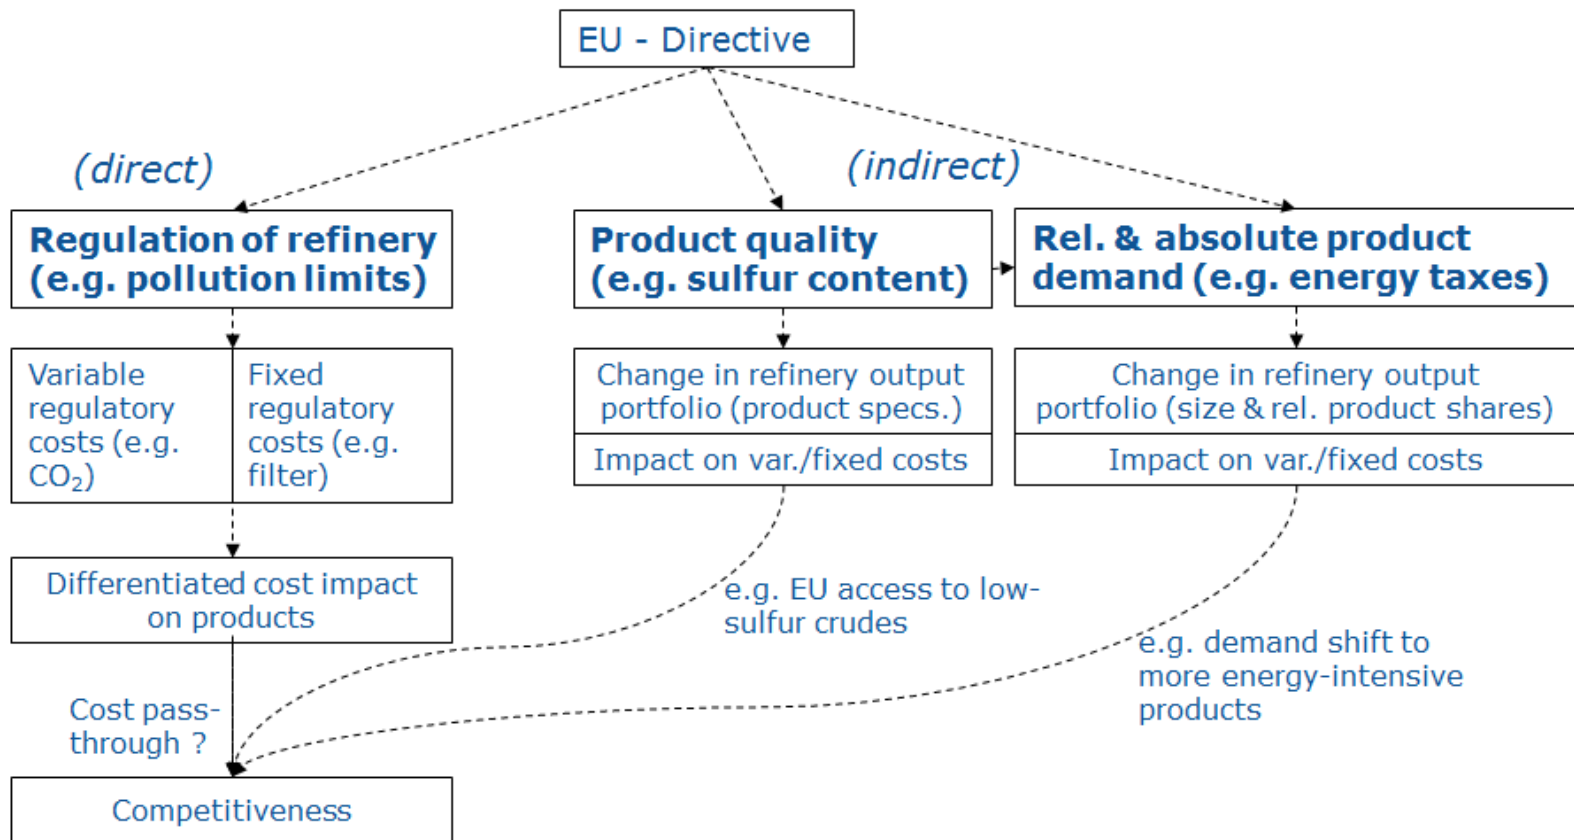 EU - Directive
(direct)
(indirect)
Regulation of refinery
(e.g. pollution limits)
Product quality
(e.g. sulfur content)
Rel. & absolute product
demand (e.g. energy taxes)
Variable
regulatory
costs (e.g.
CO₂)
Fixed
regulatory
costs (e.g.
filter)
Change in refinery output
portfolio (product specs.)
Impact on var./fixed costs
Change in refinery output
portfolio (size & rel. product shares)
Impact on var./fixed costs
Differentiated cost impact
on products
e.g. EU access to low-
sulfur crudes
e.g. demand shift to
more energy-intensive
products
Cost pass-
through ?
Competitiveness